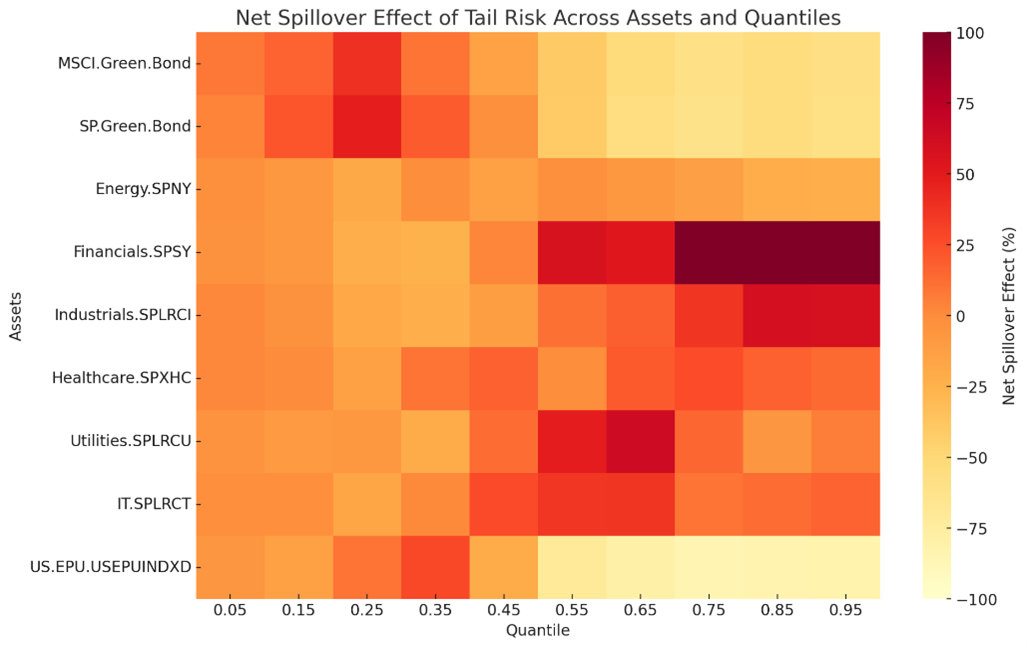 Net Spillover Effect of Tail Risk Across Assets and Quantiles
MSCI.Green.Bond
SP.Green.Bond
Energy.SPNY
Financials.SPSY
Industrials.SPLRCI
Healthcare.SPXHC
Utilities.SPLRCU
IT.SPLRCT
US.EPU.USEPUINDXD
Assets
0.05 0.15 0.25 0.35 0.45 0.55 0.65 0.75 0.85 0.95
Quantile
100
75
50
25
0
−25
−50
−75
−100
Net Spillover Effect (%)